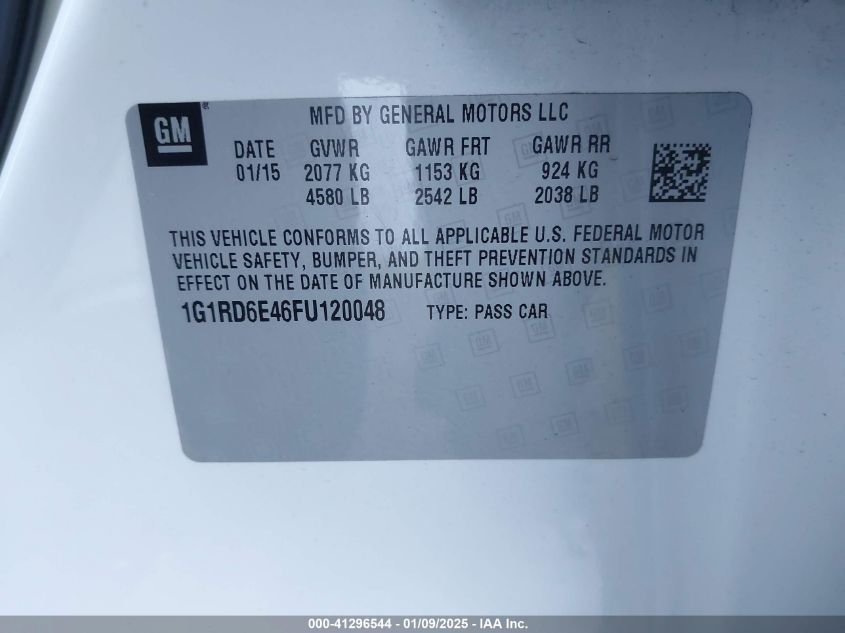 GM
MFD BY GENERAL MOTORS LLC
DATE GVWR GAWR FRT GAWR RR
01/15 2077 KG 1153 KG 924 KG
4580 LB 2542 LB 2038 LB
THIS VEHICLE CONFORMS TO ALL APPLICABLE U.S. FEDERAL MOTOR
VEHICLE SAFETY, BUMPER, AND THEFT PREVENTION STANDARDS IN
EFFECT ON THE DATE OF MANUFACTURE SHOWN ABOVE.
1G1RD6E46FU120048 TYPE: PASS CAR
000-41296544 - 01/09/2025 - IAA Inc.